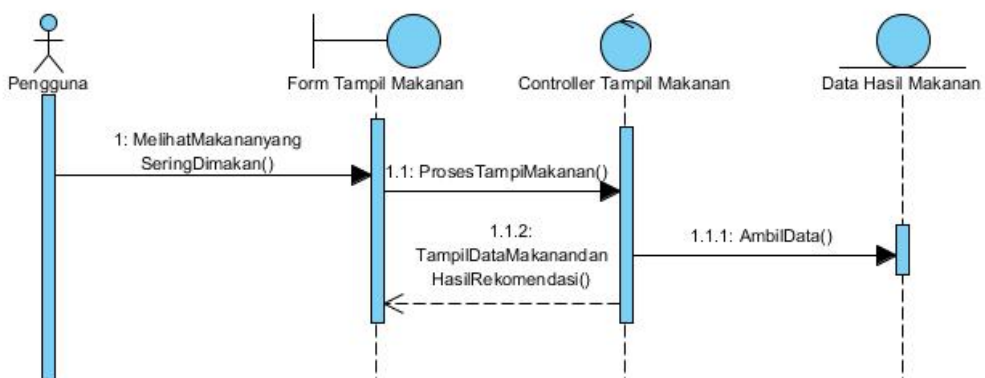 Pengguna
Form Tampil Makanan
Controller Tampil Makanan
Data Hasil Makanan
1: MelihatMakananyang
SeringDimakan()
1.1: ProsesTampiMakanan()
1.1.2:
TampilDataMakanandan
HasilRekomendasi()
1.1.1: AmbilData()